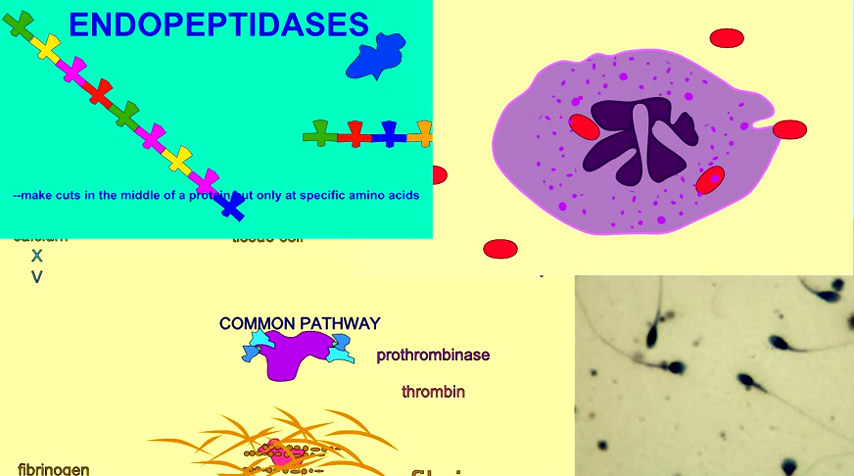 ENDOPEPTIDASES
--make cuts in the middle of a protein but only at specific amino acids
X
V
COMMON PATHWAY
prothrombinase
thrombin
fibrinogen